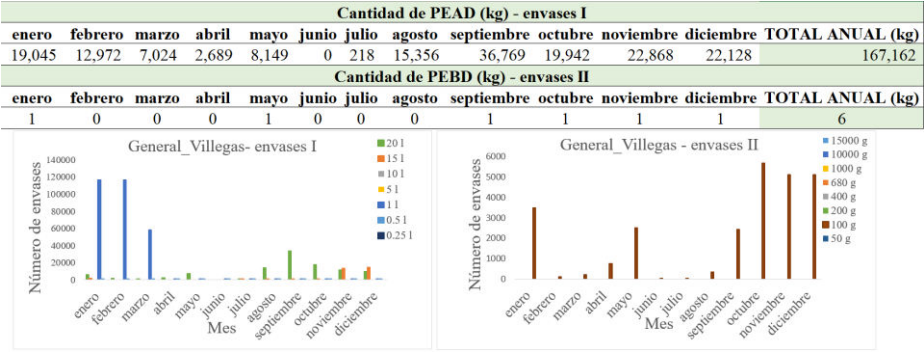 Cantidad de PEAD (kg) - envases I
enero febrero marzo abril mayo junio julio agosto septiembre octubre noviembre diciembre TOTAL ANUAL (kg)
19,045 12,972 7,024 2,689 8,149 0 218 15,356 36,769 19,942 22,868 22,128 167,162
Cantidad de PEBD (kg) - envases II
enero febrero marzo abril mayo junio julio agosto septiembre octubre noviembre diciembre TOTAL ANUAL (kg)
1 0 0 0 1 0 0 0 1 1 1 1 6
General_Villegas- envases I
Número de envases
140000
120000
100000
80000
60000
40000
20000
0
enero febrero marzo abril mayo junio julio agosto septiembre octubre noviembre diciembre
Mes
20 l
15 l
10 l
5 l
1 l
0.5 l
0.25 l
General_Villegas - envases II
Número de envases
6000
5000
4000
3000
2000
1000
0
enero febrero marzo abril mayo junio julio agosto septiembre octubre noviembre diciembre
Mes
15000 g
10000 g
1000 g
680 g
400 g
200 g
100 g
50 g